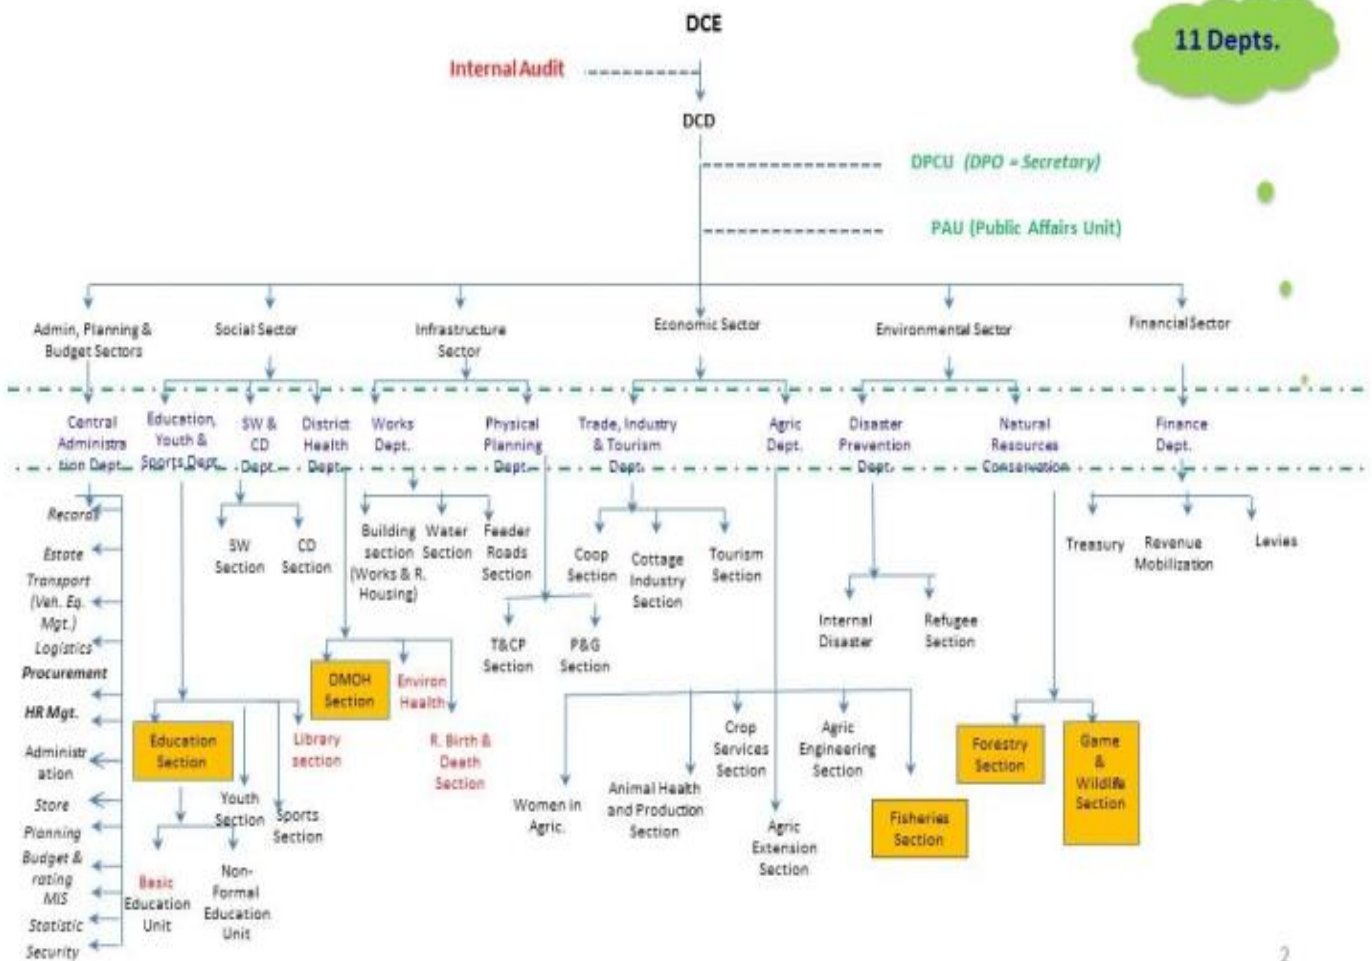 DCE
11 Depts.
Internal Audit
DCD
DPCU (DPO = Secretary)
PAU (Public Affairs Unit)
Admin, Planning &
Budget Sectors
Social Sector
Infrastructure
Sector
Economic Sector
Environmental Sector
Financial Sector
Central
Administra
tion Dept.
Education,
Youth &
Sports Dept
SW &
CD
Dept.
District
Health
Dept.
Works
Dept.
Physical
Planning
Dept.
Trade, Industry
& Tourism
Dept.
Agric
Dept.
Disaster
Prevention
Dept.
Natural
Resources
Conservation
Finance
Dept.
Records
Estate
Transport
(Veh. Eq.
Mgt.)
Logistics
Procurement
HR Mgt.
Administr
ation
Store
Planning
Budget &
rating
MIS
Statistic
Security
SW
Section
CD
Section
Building
section
(Works & R.
Housing)
Water
Section
Feeder
Roads
Section
Coop
Section
Cottage
Industry
Section
Tourism
Section
Treasury
Revenue
Mobilization
Levies
T&CP
Section
P&G
Section
Internal
Disaster
Refugee
Section
DMOH
Section
Environ
Health
R. Birth &
Death
Section
Education
Section
Library
section
Youth
Section
Sports
Section
Basic
Education
Unit
Non-
Formal
Education
Unit
Women in
Agric.
Animal Health
and Production
Section
Crop
Services
Section
Agric
Extension
Section
Agric
Engineering
Section
Fisheries
Section
Forestry
Section
Game
&
Wildlife
Section
2